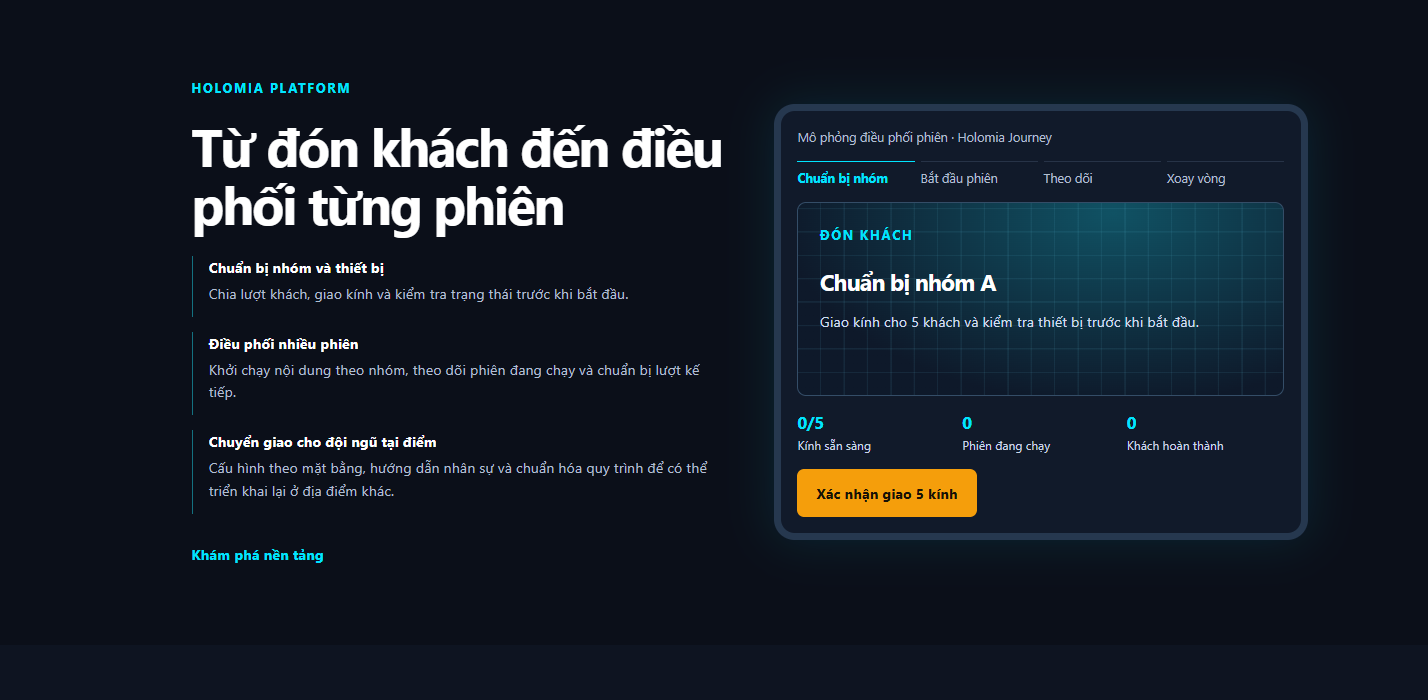 HOLOMIA PLATFORM
Từ đón khách đến điều
phối từng phiên
Chuẩn bị nhóm và thiết bị
Chia lượt khách, giao kính và kiểm tra trạng thái trước khi bắt đầu.
Điều phối nhiều phiên
Khởi chạy nội dung theo nhóm, theo dõi phiên đang chạy và chuẩn bị lượt kế
tiếp.
Chuyển giao cho đội ngũ tại điểm
Cấu hình theo mặt bằng, hướng dẫn nhân sự và chuẩn hóa quy trình để có thể
triển khai lại ở địa điểm khác.
Khám phá nền tảng
Mô phỏng điều phối phiên · Holomia Journey
Chuẩn bị nhóm
Bắt đầu phiên
Theo dõi
Xoay vòng
ĐÓN KHÁCH
Chuẩn bị nhóm A
Giao kính cho 5 khách và kiểm tra thiết bị trước khi bắt đầu.
0/5
Kính sẵn sàng
0
Phiên đang chạy
0
Khách hoàn thành
Xác nhận giao 5 kính